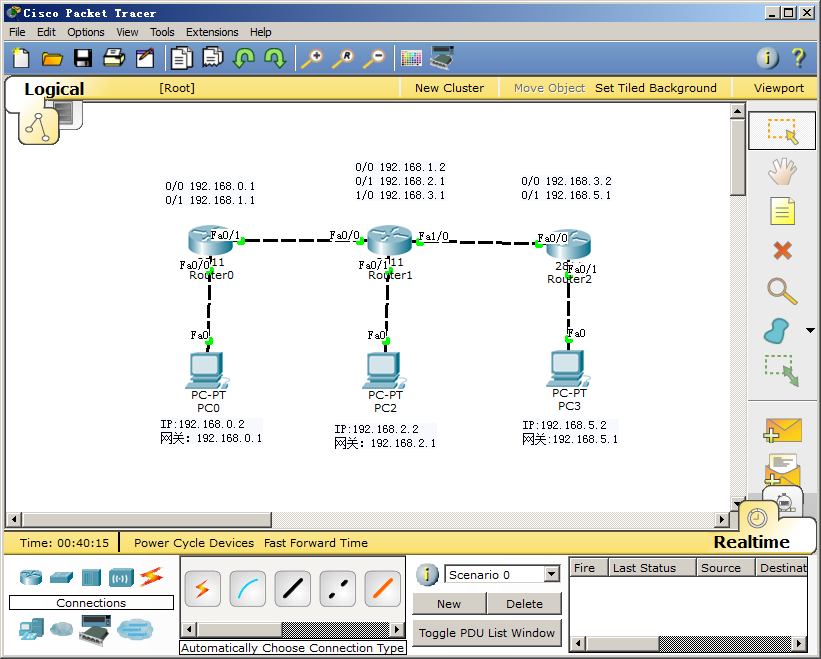 Cisco Packet Tracer
File Edit Options View Tools Extensions Help
Logical [Root] New Cluster Move Object Set Tiled Background Viewport
0/0 192.168.0.1
0/1 192.168.1.1
0/0 192.168.1.2
0/1 192.168.2.1
1/0 192.168.3.1
0/0 192.168.3.2
0/1 192.168.5.1
Fa0/1 Fa0/0 Fa1/0 Fa0/0
Fa0/0 Fa0/1 Fa0/1
Router0 Router1 Router2
Fa0 Fa0 Fa0
PC-PT PC-PT PC-PT
PC0 PC2 PC3
IP:192.168.0.2
网关: 192.168.0.1
IP:192.168.2.2
网关: 192.168.2.1
IP:192.168.5.2
网关:192.168.5.1
Time: 00:40:15 Power Cycle Devices Fast Forward Time Realtime
Connections
Automatically Choose Connection Type
Scenario 0
New Delete
Toggle PDU List Window
Fire Last Status Source Destinat